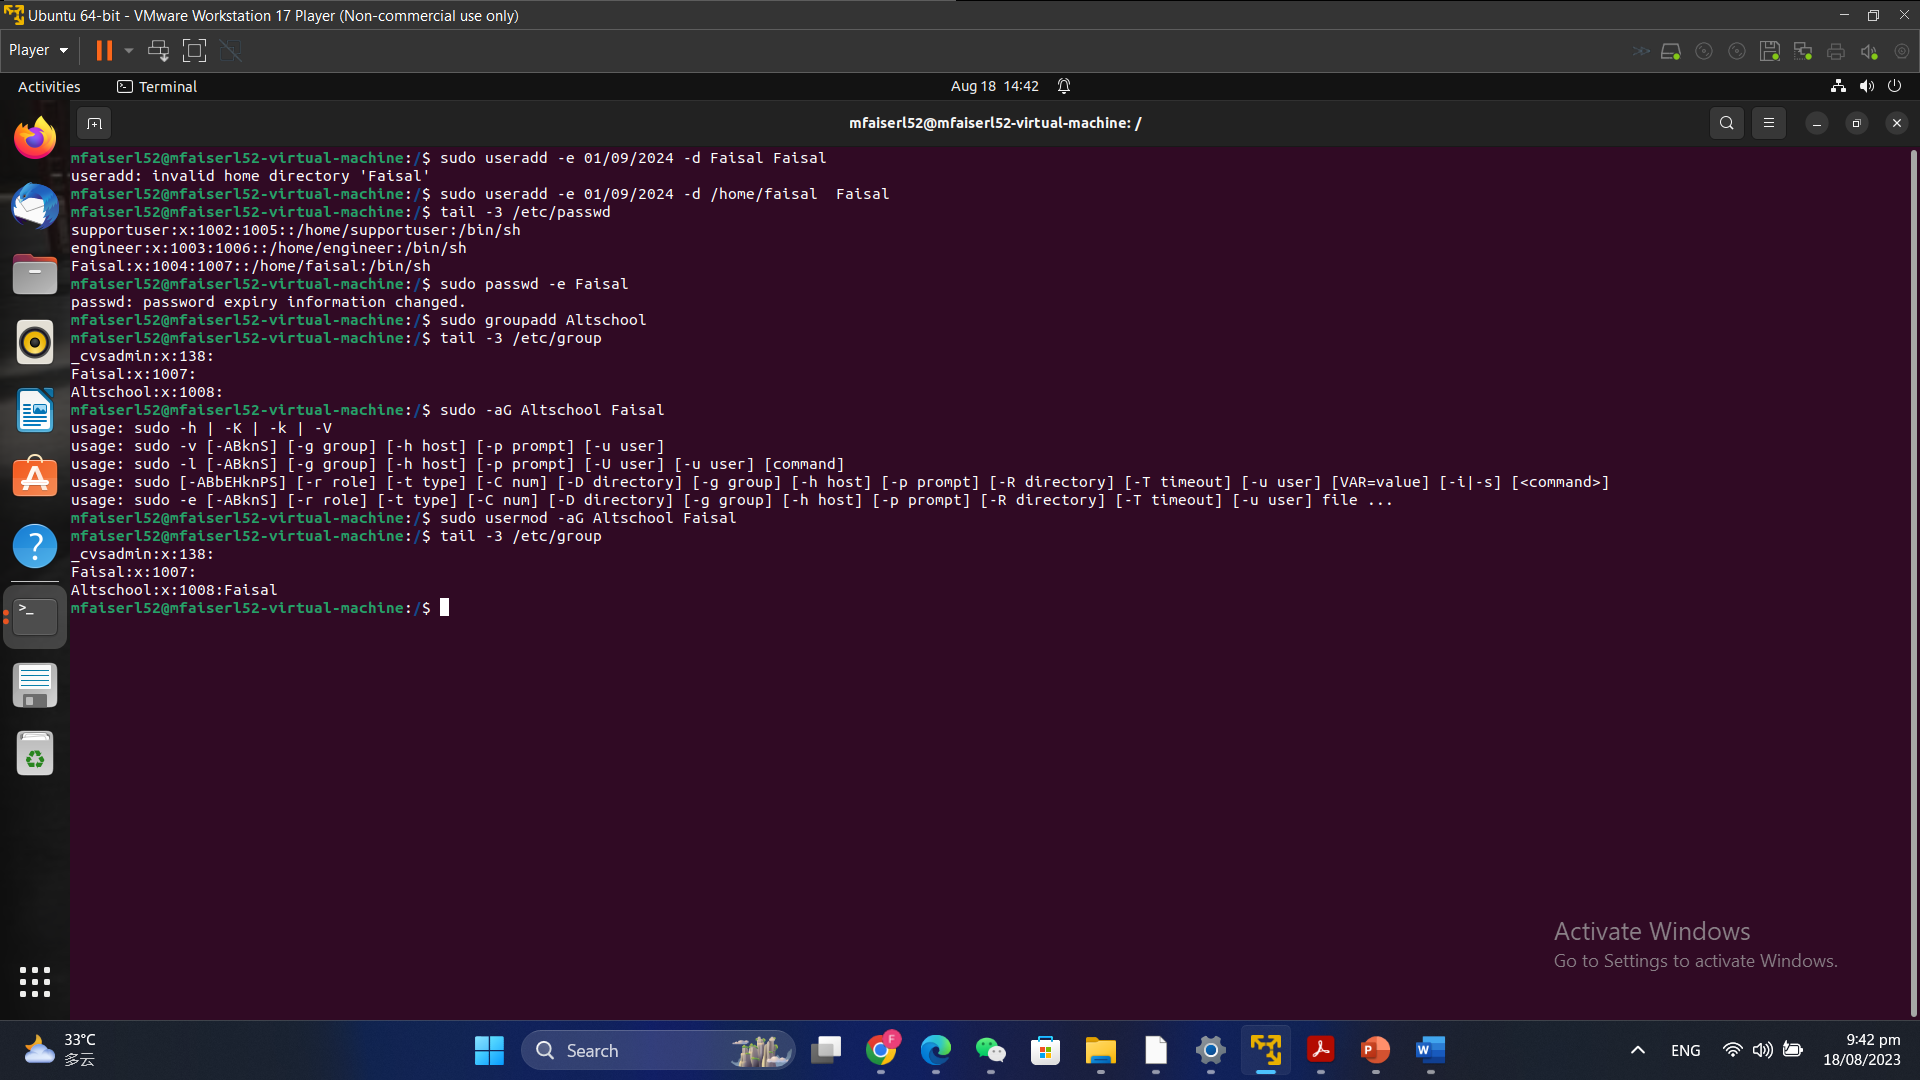 Ubuntu 64-bit - VMware Workstation 17 Player (Non-commercial use only)
Player
Activities
Terminal
Aug 18 14:42
mfaiserl52@mfaiserl52-virtual-machine: /
mfaiserl52@mfaiserl52-virtual-machine:/$ sudo useradd -e 01/09/2024 -d Faisal Faisal
useradd: invalid home directory 'Faisal'
mfaiserl52@mfaiserl52-virtual-machine:/$ sudo useradd -e 01/09/2024 -d /home/faisal  Faisal
mfaiserl52@mfaiserl52-virtual-machine:/$ tail -3 /etc/passwd
supportuser:x:1002:1005::/home/supportuser:/bin/sh
engineer:x:1003:1006::/home/engineer:/bin/sh
Faisal:x:1004:1007::/home/faisal:/bin/sh
mfaiserl52@mfaiserl52-virtual-machine:/$ sudo passwd -e Faisal
passwd: password expiry information changed.
mfaiserl52@mfaiserl52-virtual-machine:/$ sudo groupadd Altschool
mfaiserl52@mfaiserl52-virtual-machine:/$ tail -3 /etc/group
_cvsadmin:x:138:
Faisal:x:1007:
Altschool:x:1008:
mfaiserl52@mfaiserl52-virtual-machine:/$ sudo -aG Altschool Faisal
usage: sudo -h | -K | -k | -V
usage: sudo -v [-ABknS] [-g group] [-h host] [-p prompt] [-u user]
usage: sudo -l [-ABknS] [-g group] [-h host] [-p prompt] [-U user] [-u user] [command]
usage: sudo [-ABbEHknPS] [-r role] [-t type] [-C num] [-D directory] [-g group] [-h host] [-p prompt] [-R directory] [-T timeout] [-u user] [VAR=value] [-i|-s] [<command>]
usage: sudo -e [-ABknS] [-r role] [-t type] [-C num] [-D directory] [-g group] [-h host] [-p prompt] [-R directory] [-T timeout] [-u user] file ...
mfaiserl52@mfaiserl52-virtual-machine:/$ sudo usermod -aG Altschool Faisal
mfaiserl52@mfaiserl52-virtual-machine:/$ tail -3 /etc/group
_cvsadmin:x:138:
Faisal:x:1007:
Altschool:x:1008:Faisal
mfaiserl52@mfaiserl52-virtual-machine:/$
Activate Windows
Go to Settings to activate Windows.
33°C
多云
Search
F
ENG
9:42 pm
18/08/2023